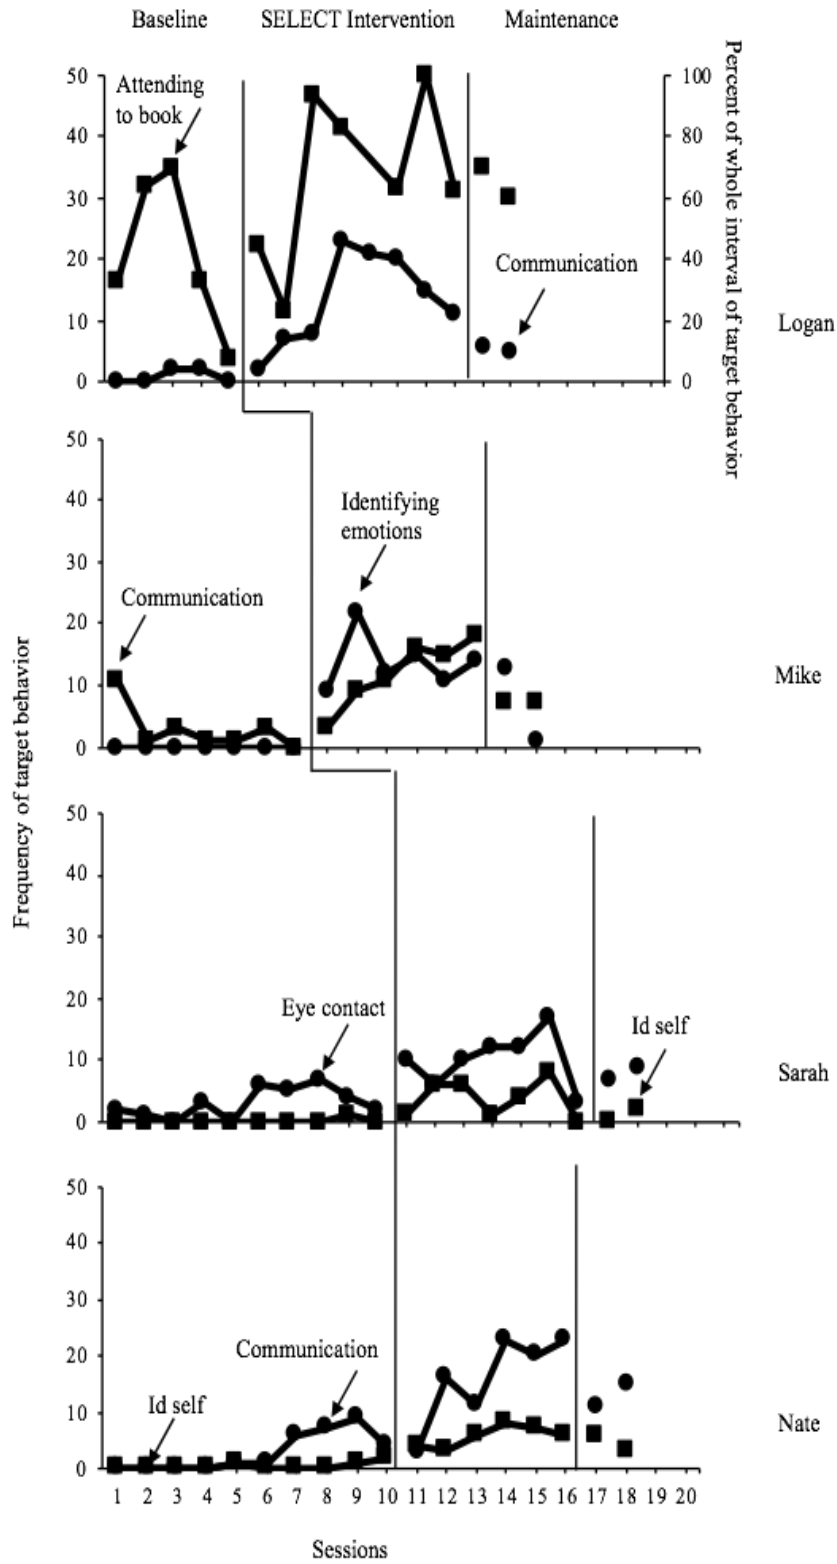 Baseline SELECT Intervention Maintenance
Attending
to book
50
40
30
20
10
0
100
80
60
40
20
0
Communication
Percent of whole interval of target behavior
Logan
Frequency of target behavior
50
40
30
20
10
0
Identifying
emotions
Communication
Mike
50
40
30
20
10
0
Eye contact
Id self
Sarah
50
40
30
20
10
0
Communication
Id self
Nate
1 2 3 4 5 6 7 8 9 10 11 12 13 14 15 16 17 18 19 20
Sessions